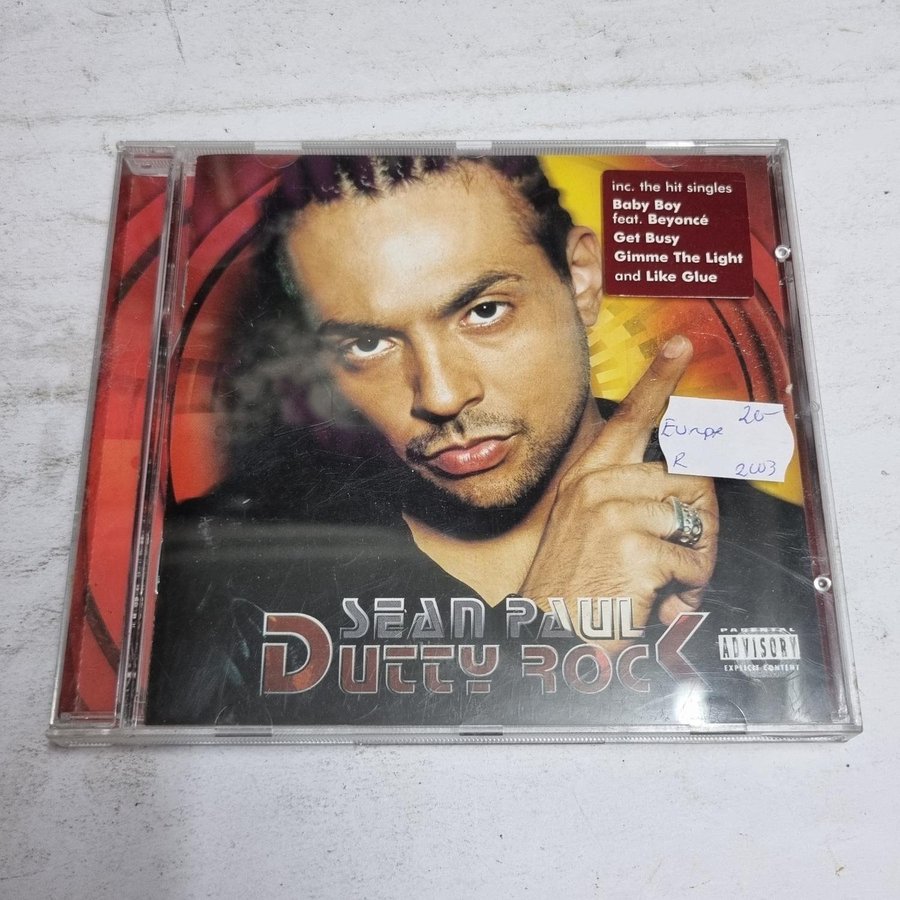 inc. the hit singles
Baby Boy
feat. Beyoncé
Get Busy
Gimme The Light
and Like Glue
20-
Europe
R 2003
SEAN PAUL
DUTTY ROCK
PARENTAL
ADVISORY
EXPLICIT CONTENT